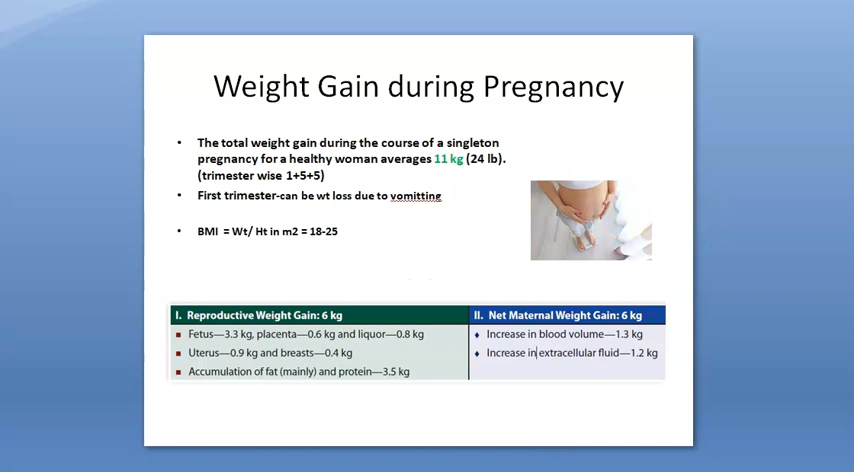 Weight Gain during Pregnancy
• The total weight gain during the course of a singleton
pregnancy for a healthy woman averages 11 kg (24 lb).
(trimester wise 1+5+5)
• First trimester-can be wt loss due to vomitting
• BMI = Wt/ Ht in m2 = 18-25
I. Reproductive Weight Gain: 6 kg
■ Fetus—3.3 kg, placenta—0.6 kg and liquor—0.8 kg
■ Uterus—0.9 kg and breasts—0.4 kg
■ Accumulation of fat (mainly) and protein—3.5 kg
II. Net Maternal Weight Gain: 6 kg
♦ Increase in blood volume—1.3 kg
♦ Increase in extracellular fluid—1.2 kg